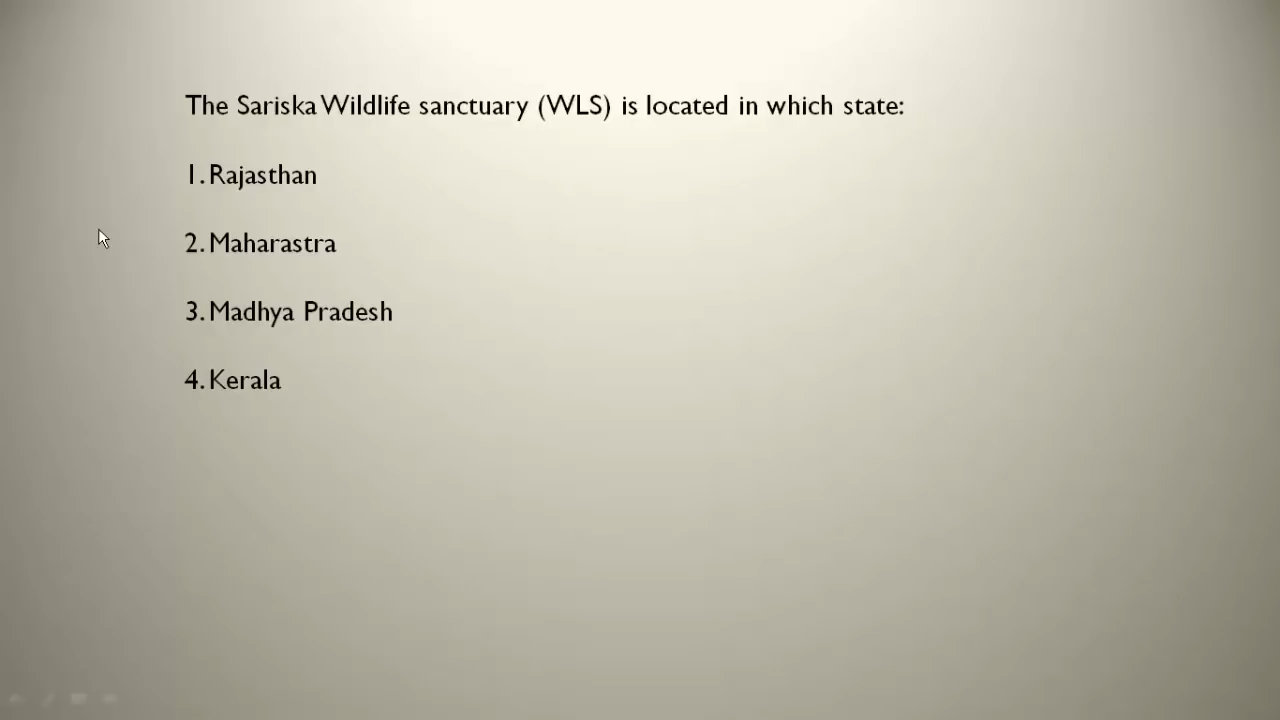 The Sariska Wildlife sanctuary (WLS) is located in which state:
1. Rajasthan
2. Maharastra
3. Madhya Pradesh
4. Kerala